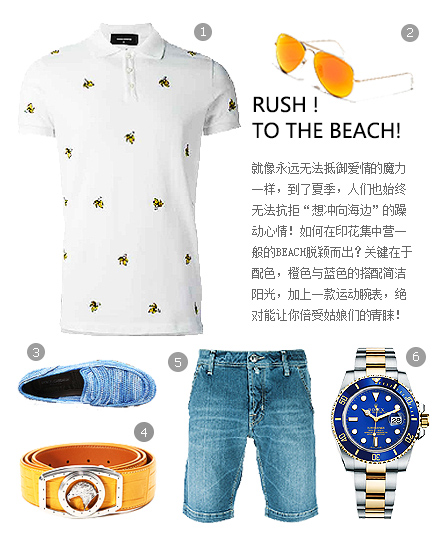 1
2
RUSH !
TO THE BEACH!
就像永远无法抵御爱情的魔力
一样，到了夏季，人们也始终
无法抗拒“想冲向海边”的躁
动心情！如何在印花集中营一
般的BEACH脱颖而出？关键在于
配色，橙色与蓝色的搭配简洁
阳光，加上一款运动腕表，绝
对能让你倍受姑娘们的青睐！
3
4
5
6